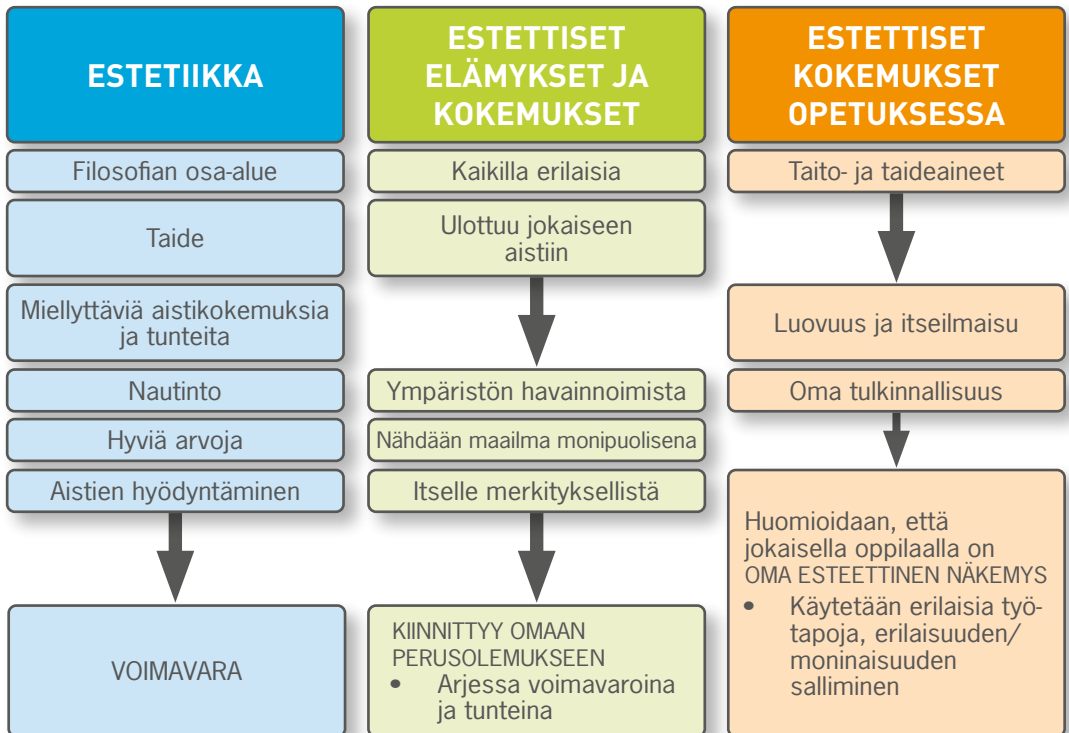 ESTETIIKKA
Filosofian osa-alue
Taide
Miellyttäviä aistikokemuksia
ja tunteita
Nautinto
Hyviä arvoja
Aistien hyödyntäminen
VOIMAVARA
ESTETTISET
ELÄMYKSET JA
KOKEMUKSET
Kaikilla erilaisia
Ulottuu jokaiseen
aistiin
Ympäristön havainnoimista
Nähdään maailma monipuolisena
Itselle merkityksellistä
KIINNITTYY OMAAN
PERUSOLEMUKSEEN
• Arjessa voimavaroina
ja tunteina
ESTETTISET
KOKEMUKSET
OPETUKSESSA
Taito- ja taideaineet
Luovuus ja itseilmaisu
Oma tulkinnallisuus
Huomioidaan, että
jokaisella oppilaalla on
OMA ESTEETTINEN NÄKEMYS
• Käytetään erilaisia työ-
tapoja, erilaisuuden/
moninaisuuden
salliminen